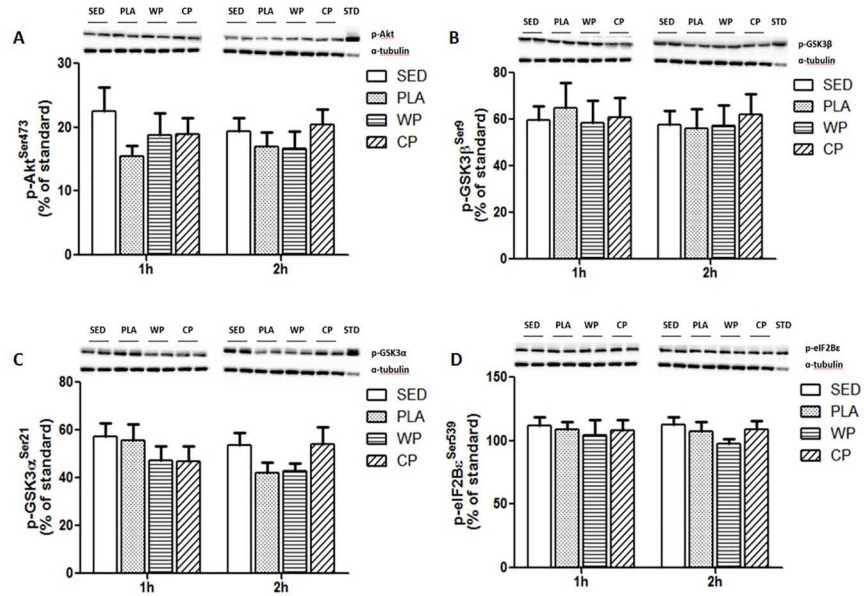 A
SED PLA WP CP SED PLA WP CP STD
p-Akt
α-tubulin
p-Akt^Ser473
(% of standard)
30
20
10
0
1h 2h
SED
PLA
WP
CP
B
SED PLA WP CP SED PLA WP CP STD
p-GSK3β
α-tubulin
p-GSK3β^Ser9
(% of standard)
80
60
40
20
0
1h 2h
SED
PLA
WP
CP
C
SED PLA WP CP SED PLA WP CP STD
p-GSK3α
α-tubulin
p-GSK3α^Ser21
(% of standard)
80
60
40
20
0
1h 2h
SED
PLA
WP
CP
D
SED PLA WP CP SED PLA WP CP STD
p-eIF2Bε
α-tubulin
p-eIF2Bε^Ser539
(% of standard)
150
100
50
0
1h 2h
SED
PLA
WP
CP